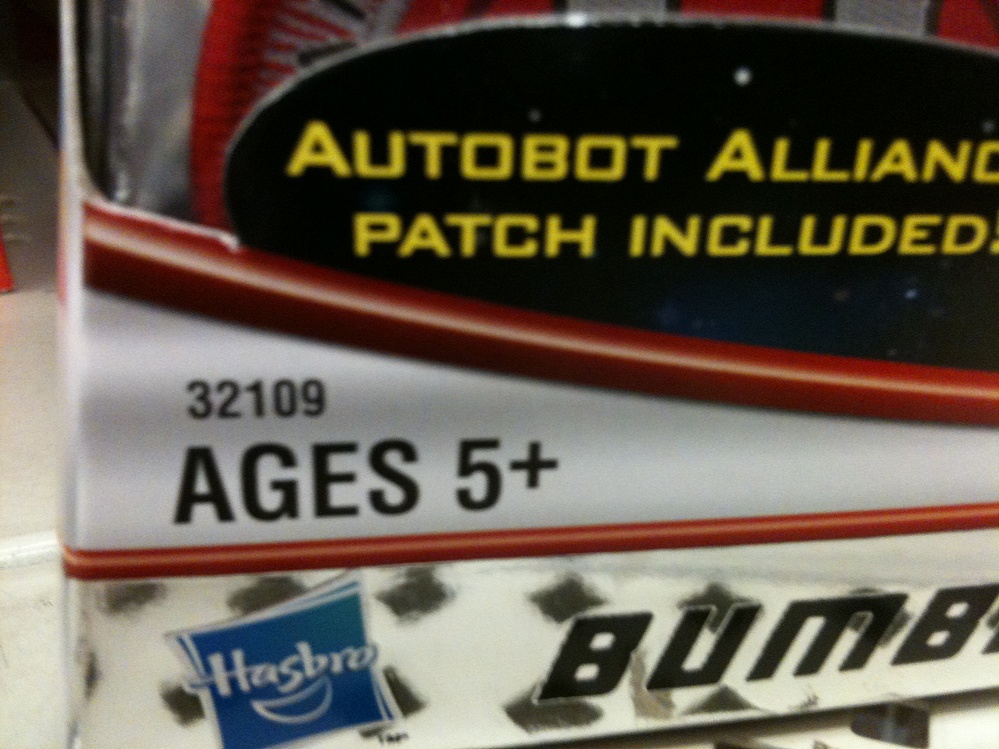 AUTOBOT ALLIANC
PATCH INCLUDED!
32109
AGES 5+
Hasbro
BUMB